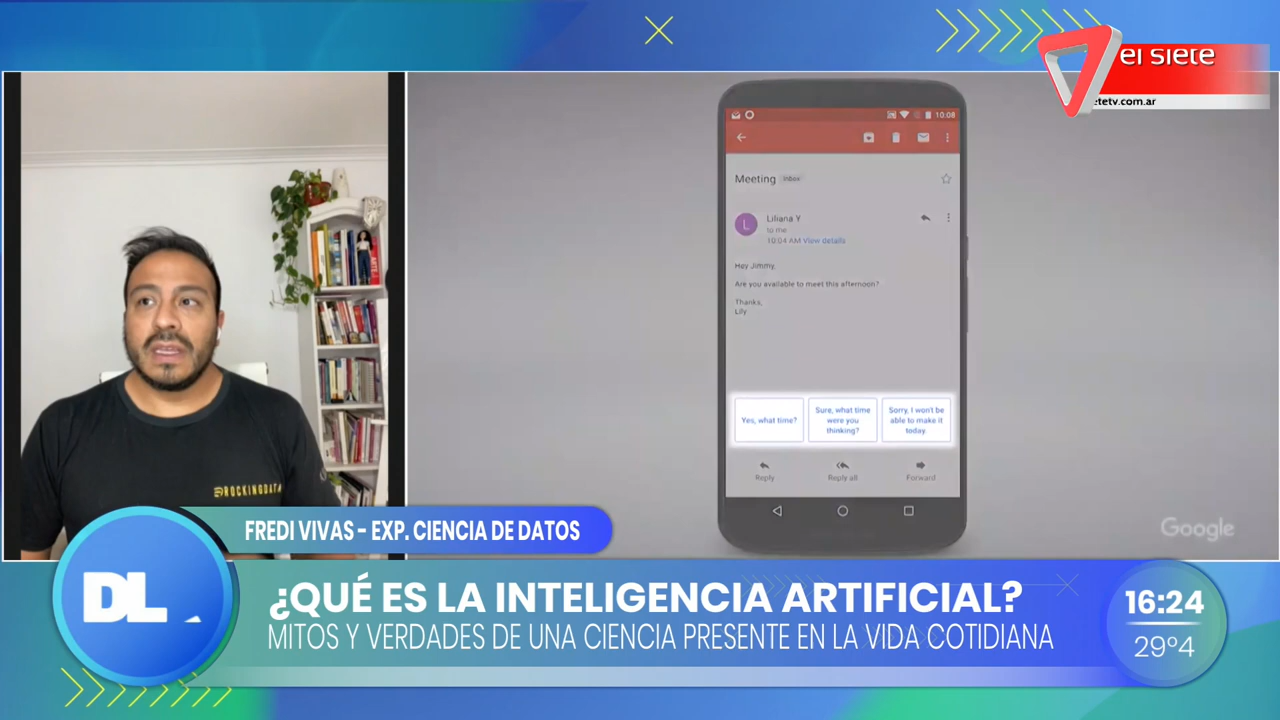 el siete
etetv.com.ar
10:08
Meeting Inbox
L
Liliana Y
to me
10:04 AM View details
Hey Jimmy,
Are you available to meet this afternoon?
Thanks,
Lily
Yes, what time?
Sure, what time
were you
thinking?
Sorry, I won't be
able to make it
today.
Reply
Reply all
Forward
Google
ROCKINGDATA
FREDI VIVAS - EXP. CIENCIA DE DATOS
DL
¿QUÉ ES LA INTELIGENCIA ARTIFICIAL?
MITOS Y VERDADES DE UNA CIENCIA PRESENTE EN LA VIDA COTIDIANA
16:24
29º4